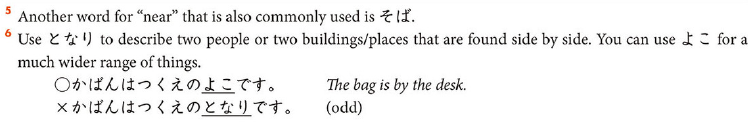 5 Another word for “near” that is also commonly used is そば.
6 Use となり to describe two people or two buildings/places that are found side by side. You can use よこ for a
much wider range of things.
○かばんはつくえのよこです。 The bag is by the desk.
×かばんはつくえのとなりです。 (odd)